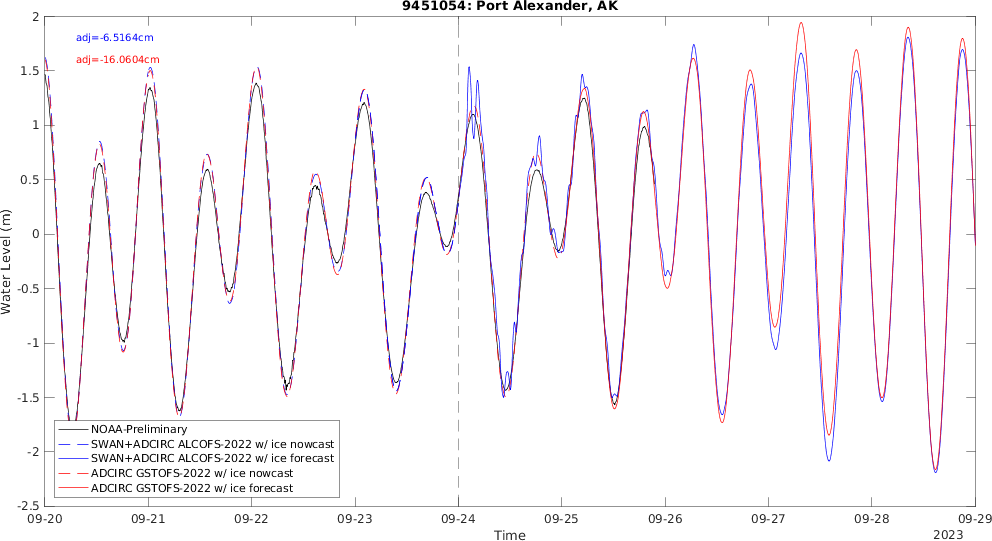 9451054: Port Alexander, AK
adj=-6.5164cm
adj=-16.0604cm
Water Level (m)
2
1.5
1
0.5
0
-0.5
-1
-1.5
-2
-2.5
NOAA-Preliminary
SWAN+ADCIRC ALCOFS-2022 w/ ice nowcast
SWAN+ADCIRC ALCOFS-2022 w/ ice forecast
ADCIRC GSTOFS-2022 w/ ice nowcast
ADCIRC GSTOFS-2022 w/ ice forecast
09-20 09-21 09-22 09-23 09-24 09-25 09-26 09-27 09-28 09-29
Time
2023